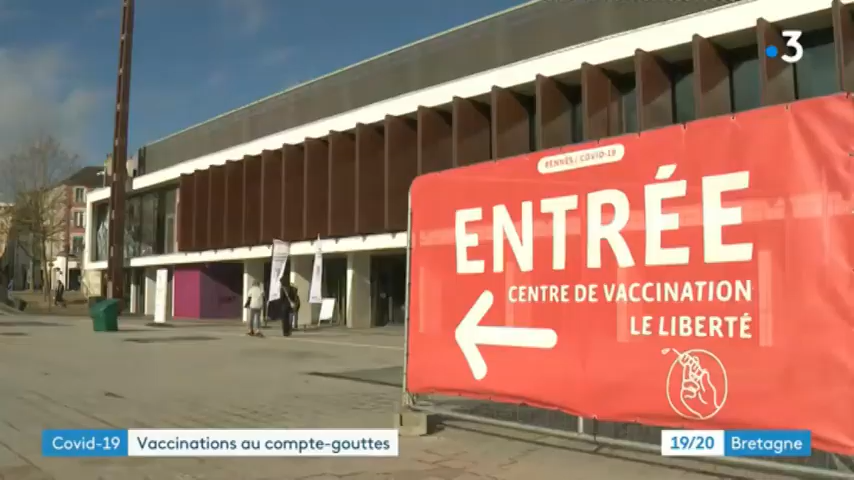 3
RENNES / COVID-19
ENTRÉE
CENTRE DE VACCINATION
LE LIBERTÉ
Covid-19 Vaccinations au compte-gouttes
19/20 Bretagne